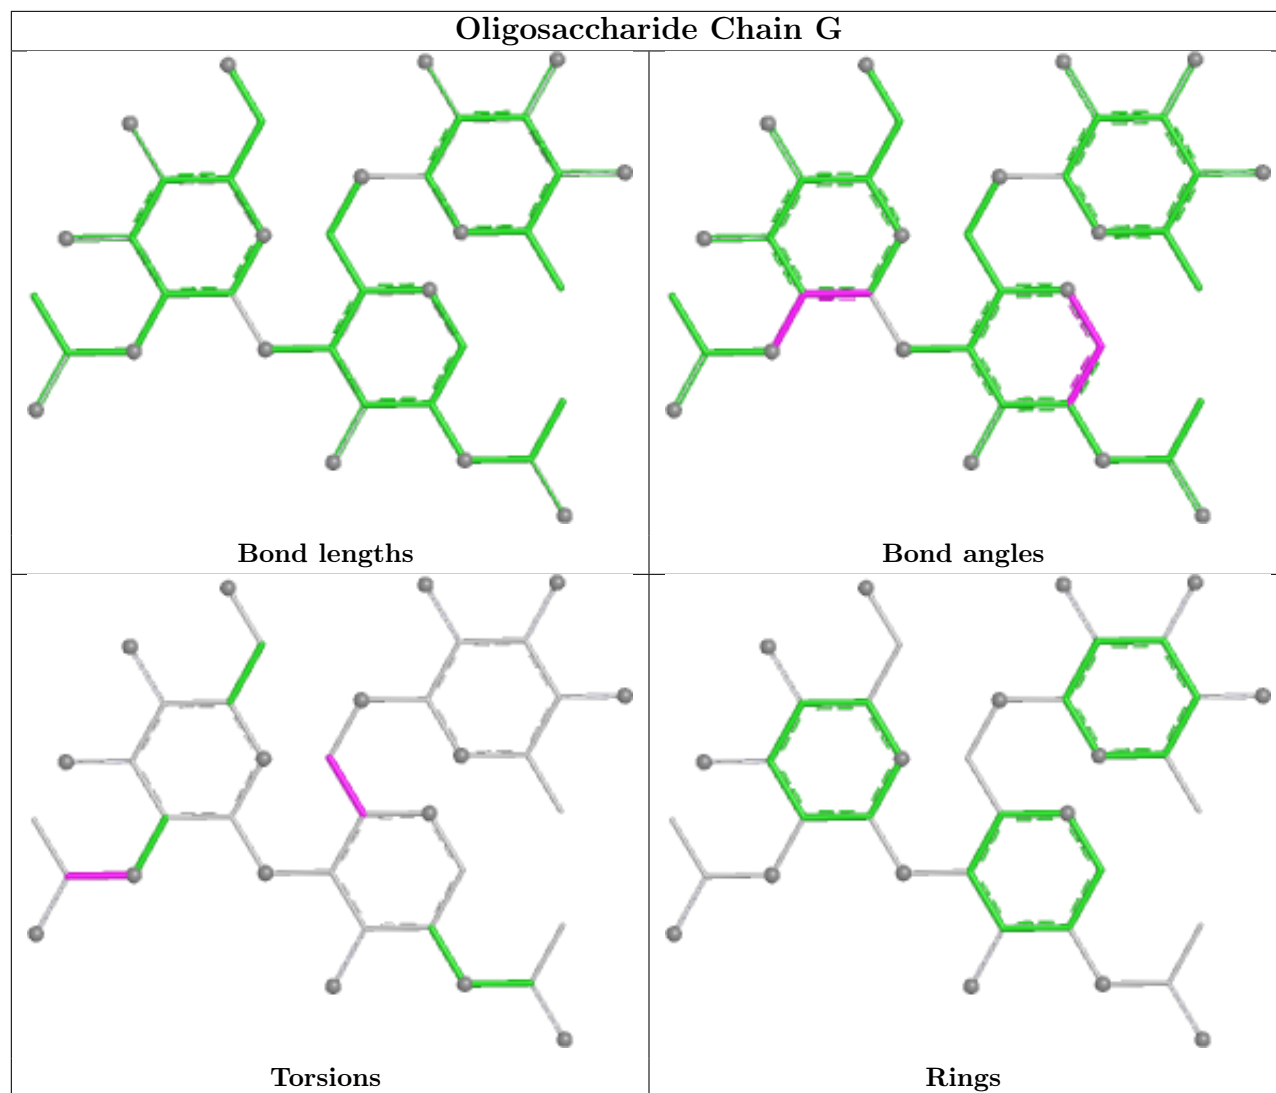 Oligosaccharide Chain G
Bond lengths
Bond angles
Torsions
Rings